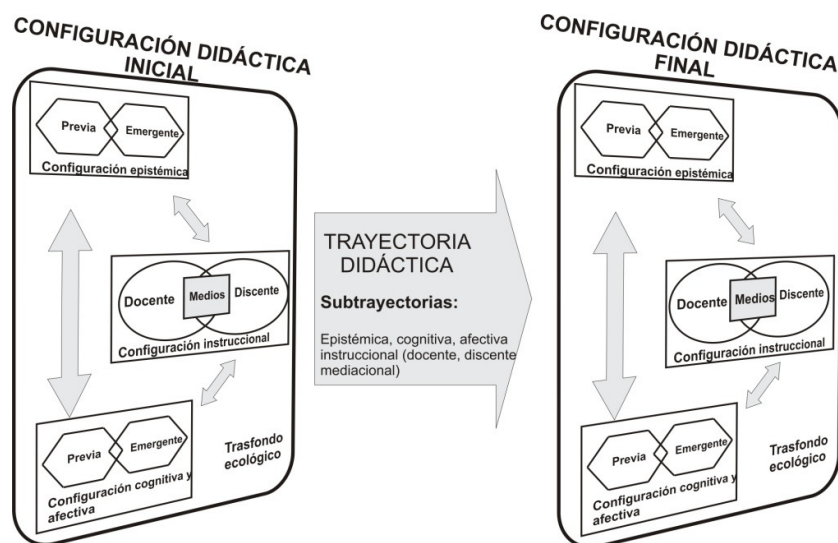 CONFIGURACIÓN DIDÁCTICA
INICIAL
Previa
Emergente
Configuración epistémica
Docente
Medios
Discente
Configuración instruccional
Previa
Emergente
Trasfondo
ecológico
Configuración cognitiva y
afectiva
TRAYECTORIA
DIDÁCTICA
Subtrayectorias:
Epistémica, cognitiva, afectiva
instruccional (docente, discente
mediacional)
CONFIGURACIÓN DIDÁCTICA
FINAL
Previa
Emergente
Configuración epistémica
Docente
Medios
Discente
Configuración instruccional
Previa
Emergente
Trasfondo
ecológico
Configuración cognitiva y
afectiva